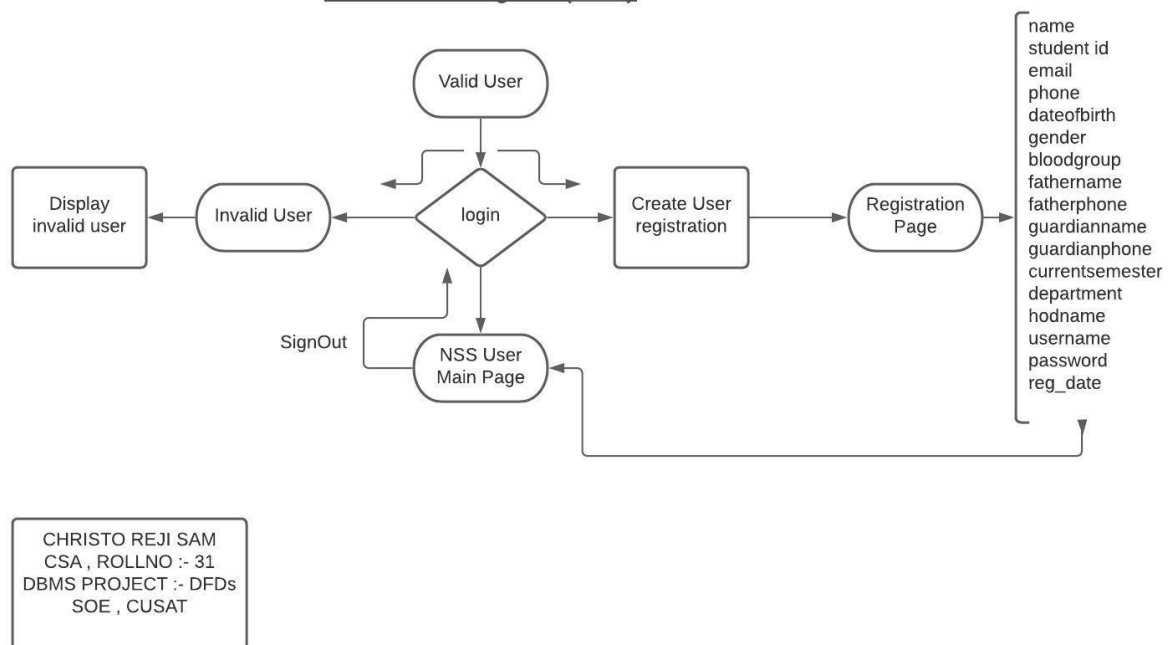 Valid User
Display
invalid user
Invalid User
login
Create User
registration
Registration
Page
name
student id
email
phone
dateofbirth
gender
bloodgroup
fathername
fatherphone
guardianname
guardianphone
currentsemester
department
hodname
username
password
reg_date
SignOut
NSS User
Main Page
CHRISTO REJI SAM
CSA , ROLLNO :- 31
DBMS PROJECT :- DFDs
SOE , CUSAT